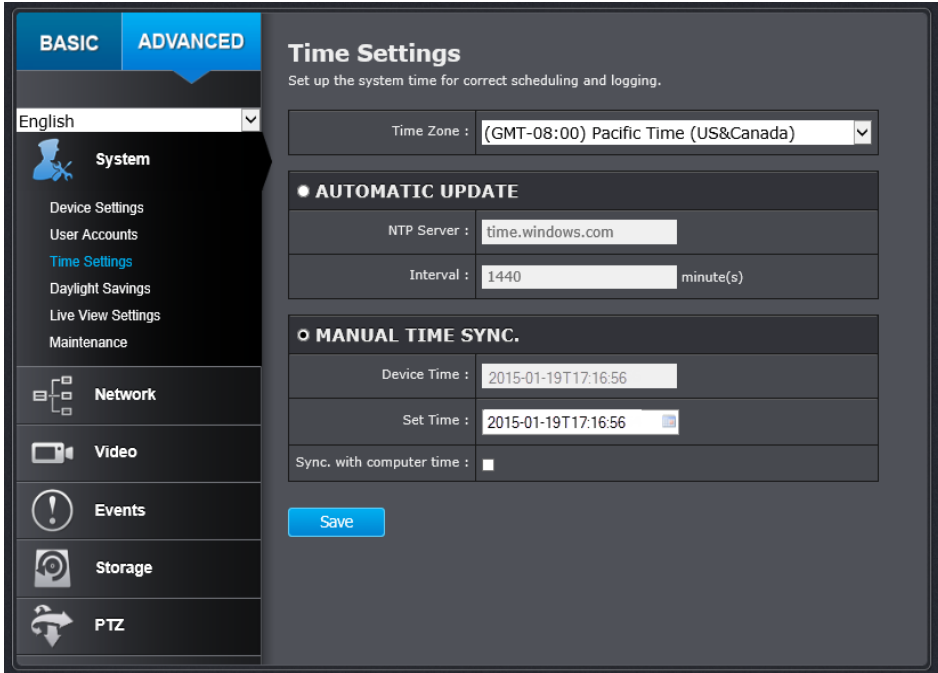 BASIC
ADVANCED
English
System
Device Settings
User Accounts
Time Settings
Daylight Savings
Live View Settings
Maintenance
Network
Video
Events
Storage
PTZ
Time Settings
Set up the system time for correct scheduling and logging.
Time Zone : (GMT-08:00) Pacific Time (US&Canada)
AUTOMATIC UPDATE
NTP Server : time.windows.com
Interval : 1440 minute(s)
MANUAL TIME SYNC.
Device Time : 2015-01-19T17:16:56
Set Time : 2015-01-19T17:16:56
Sync. with computer time :
Save